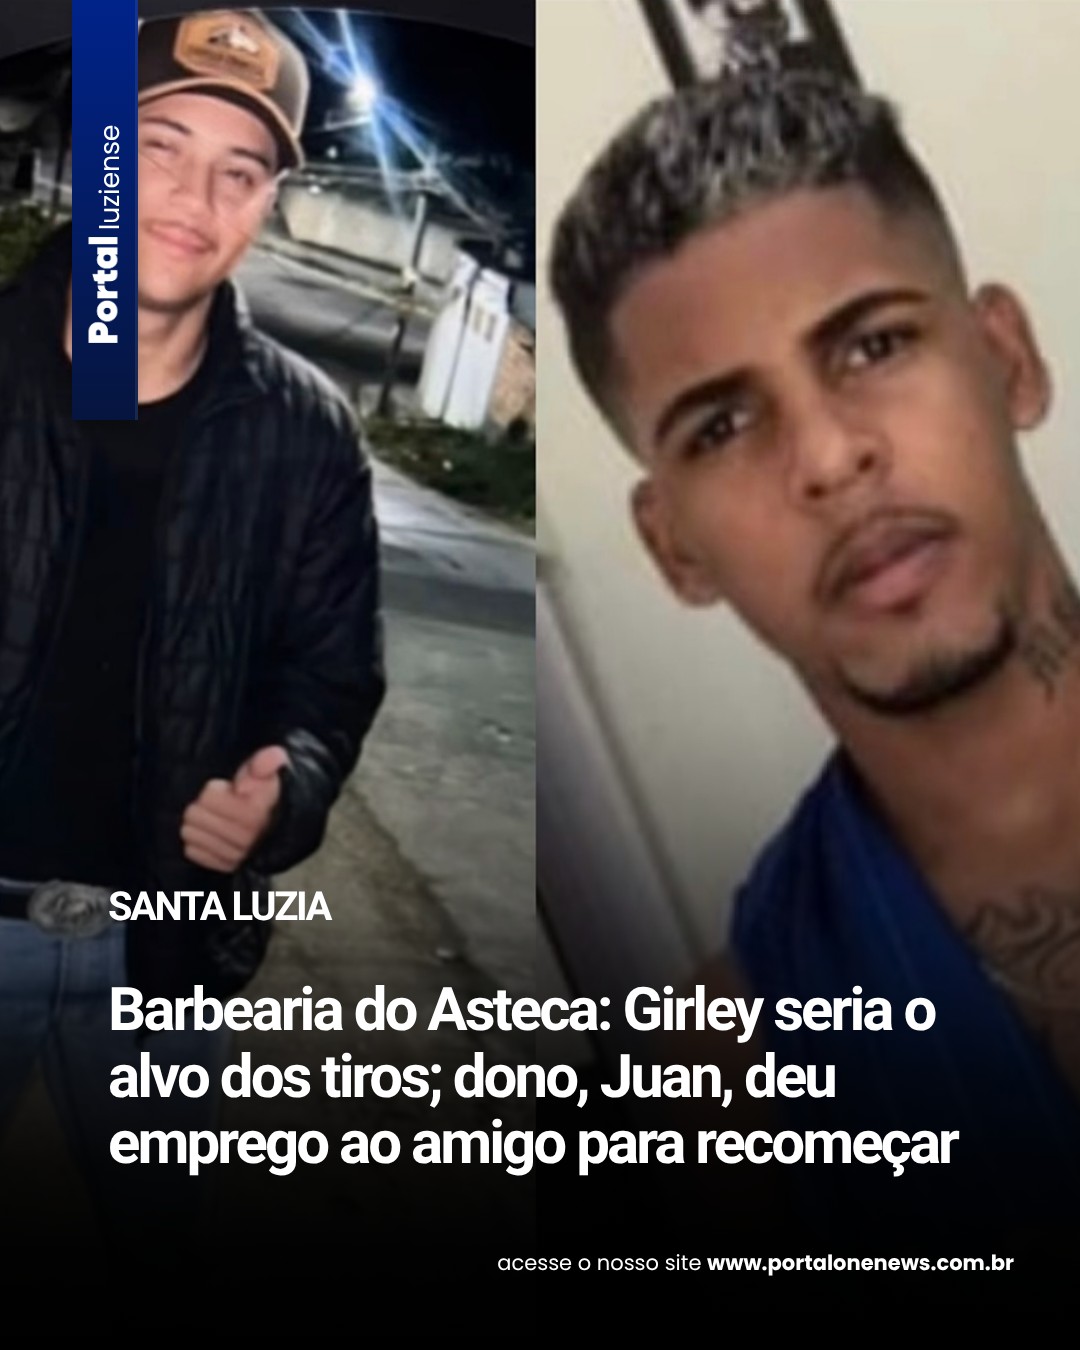 Portal luziense
SANTA LUZIA
Barbearia do Asteca: Girley seria o
alvo dos tiros; dono, Juan, deu
emprego ao amigo para recomeçar
acesse o nosso site www.portalonenews.com.br